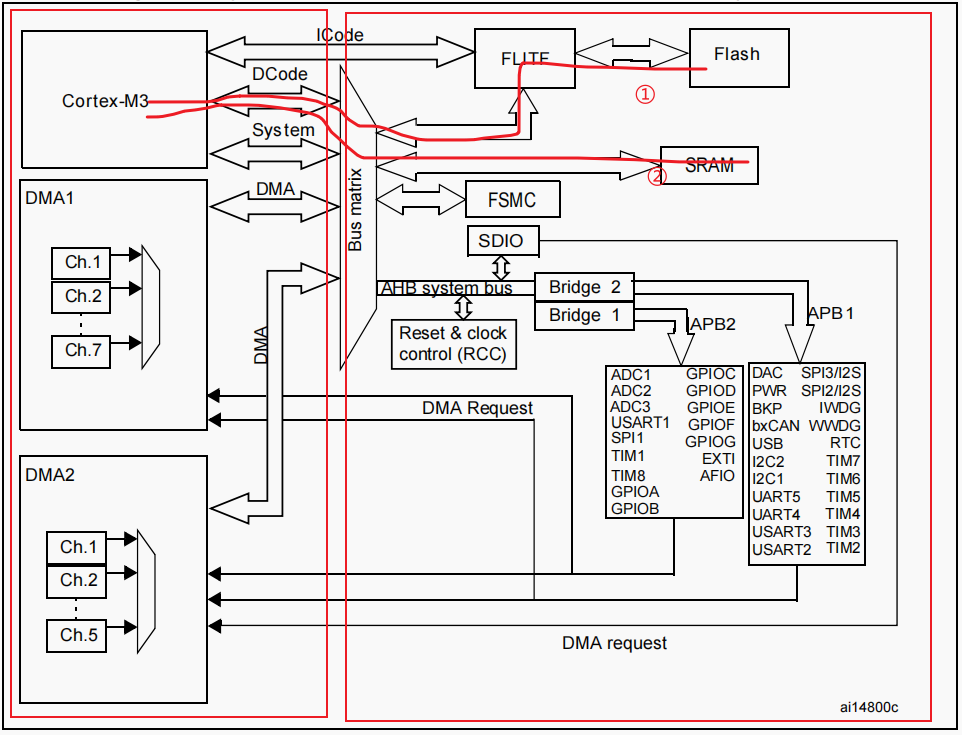 ICode
Cortex-M3
FLITF
Flash
DCode
①
System
SRAM
②
DMA1
DMA
FSMC
Bus matrix
SDIO
Ch.1
Ch.2
Ch.7
AHB system bus
Bridge 2
Bridge 1
APB2
APB1
Reset & clock
control (RCC)
DMA
ADC1 GPIOC
ADC2 GPIOD
ADC3 GPIOE
USART1 GPIOF
SPI1 GPIOG
TIM1 EXTI
TIM8 AFIO
GPIOA
GPIOB
DAC SPI3/I2S
PWR SPI2/I2S
BKP IWDG
bxCAN WWDG
USB RTC
I2C2 TIM7
I2C1 TIM6
UART5 TIM5
UART4 TIM4
USART3 TIM3
USART2 TIM2
DMA Request
DMA2
Ch.1
Ch.2
Ch.5
DMA request
ai14800c